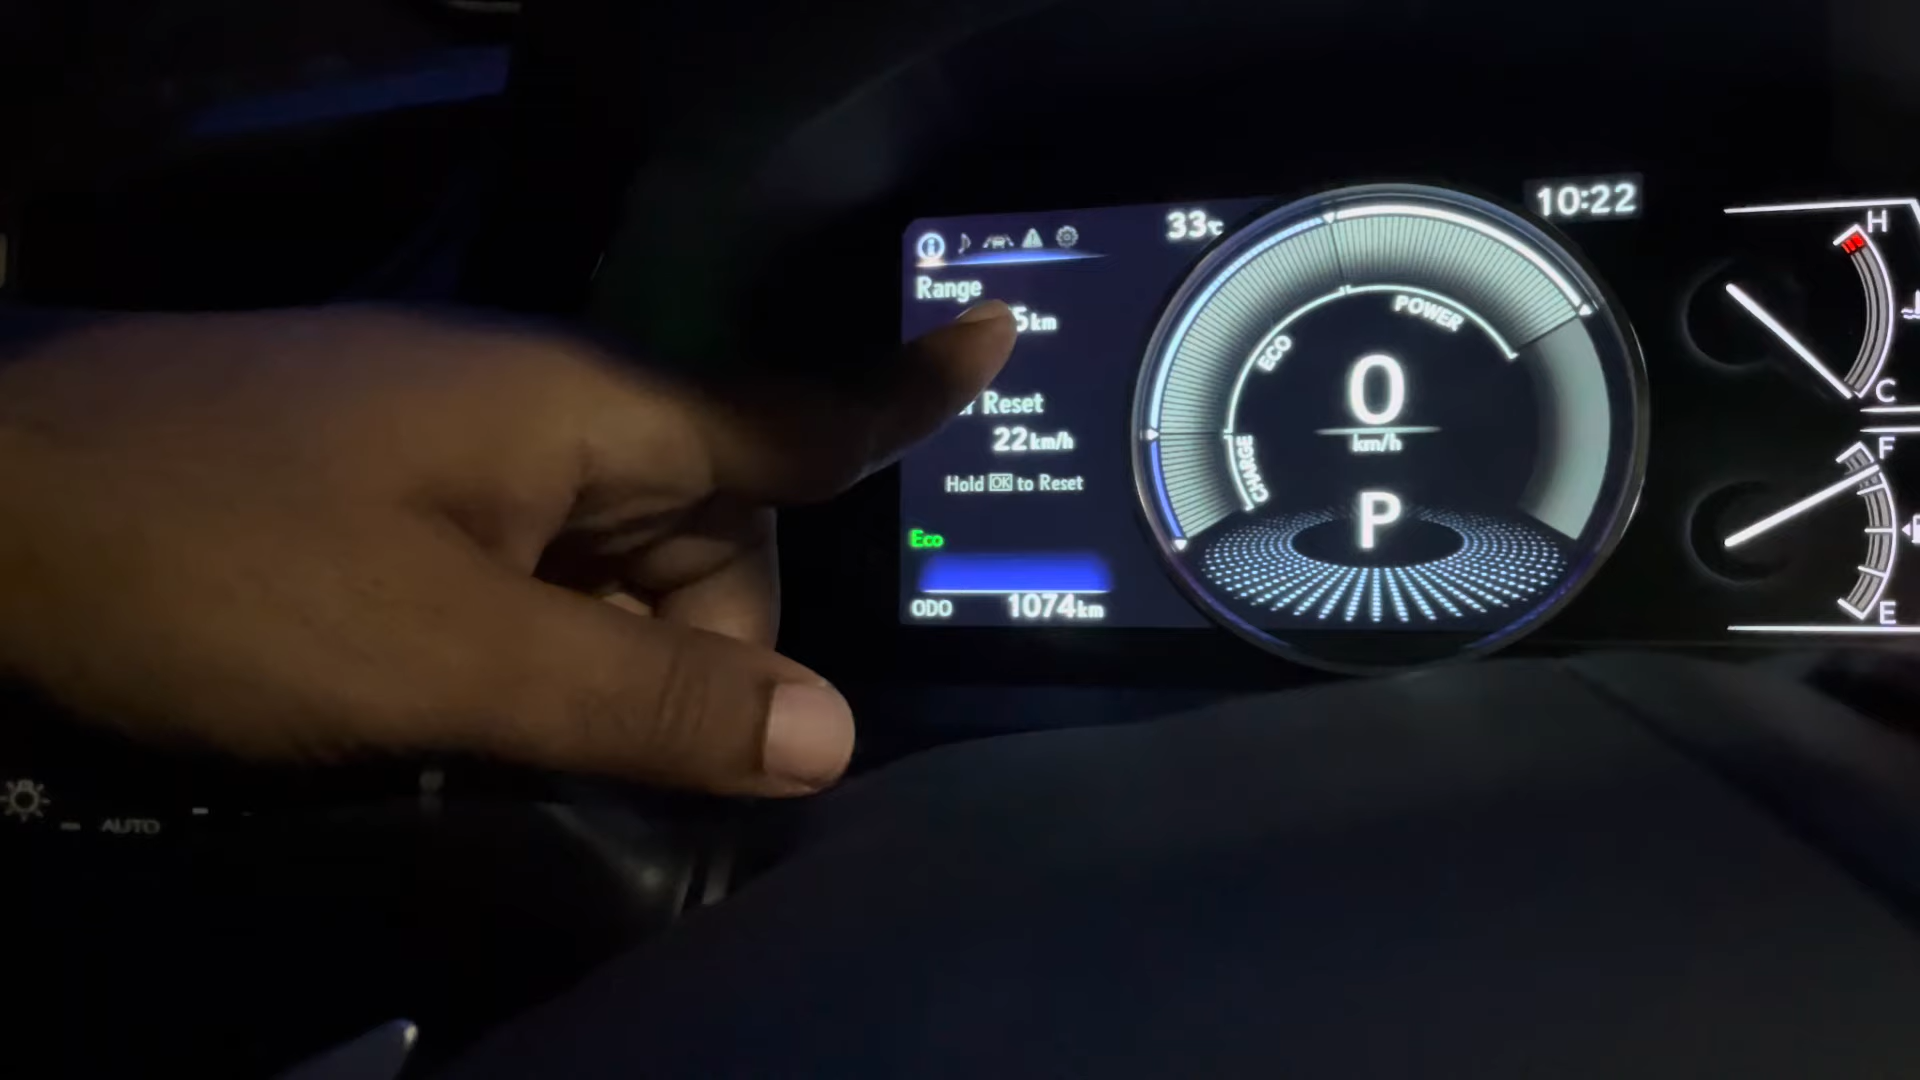 33℃
10:22
Range
5km
Reset
22km/h
Hold OK to Reset
Eco
ODO 1074km
ECO
POWER
CHARGE
0
km/h
P
H
C
F
E
AUTO